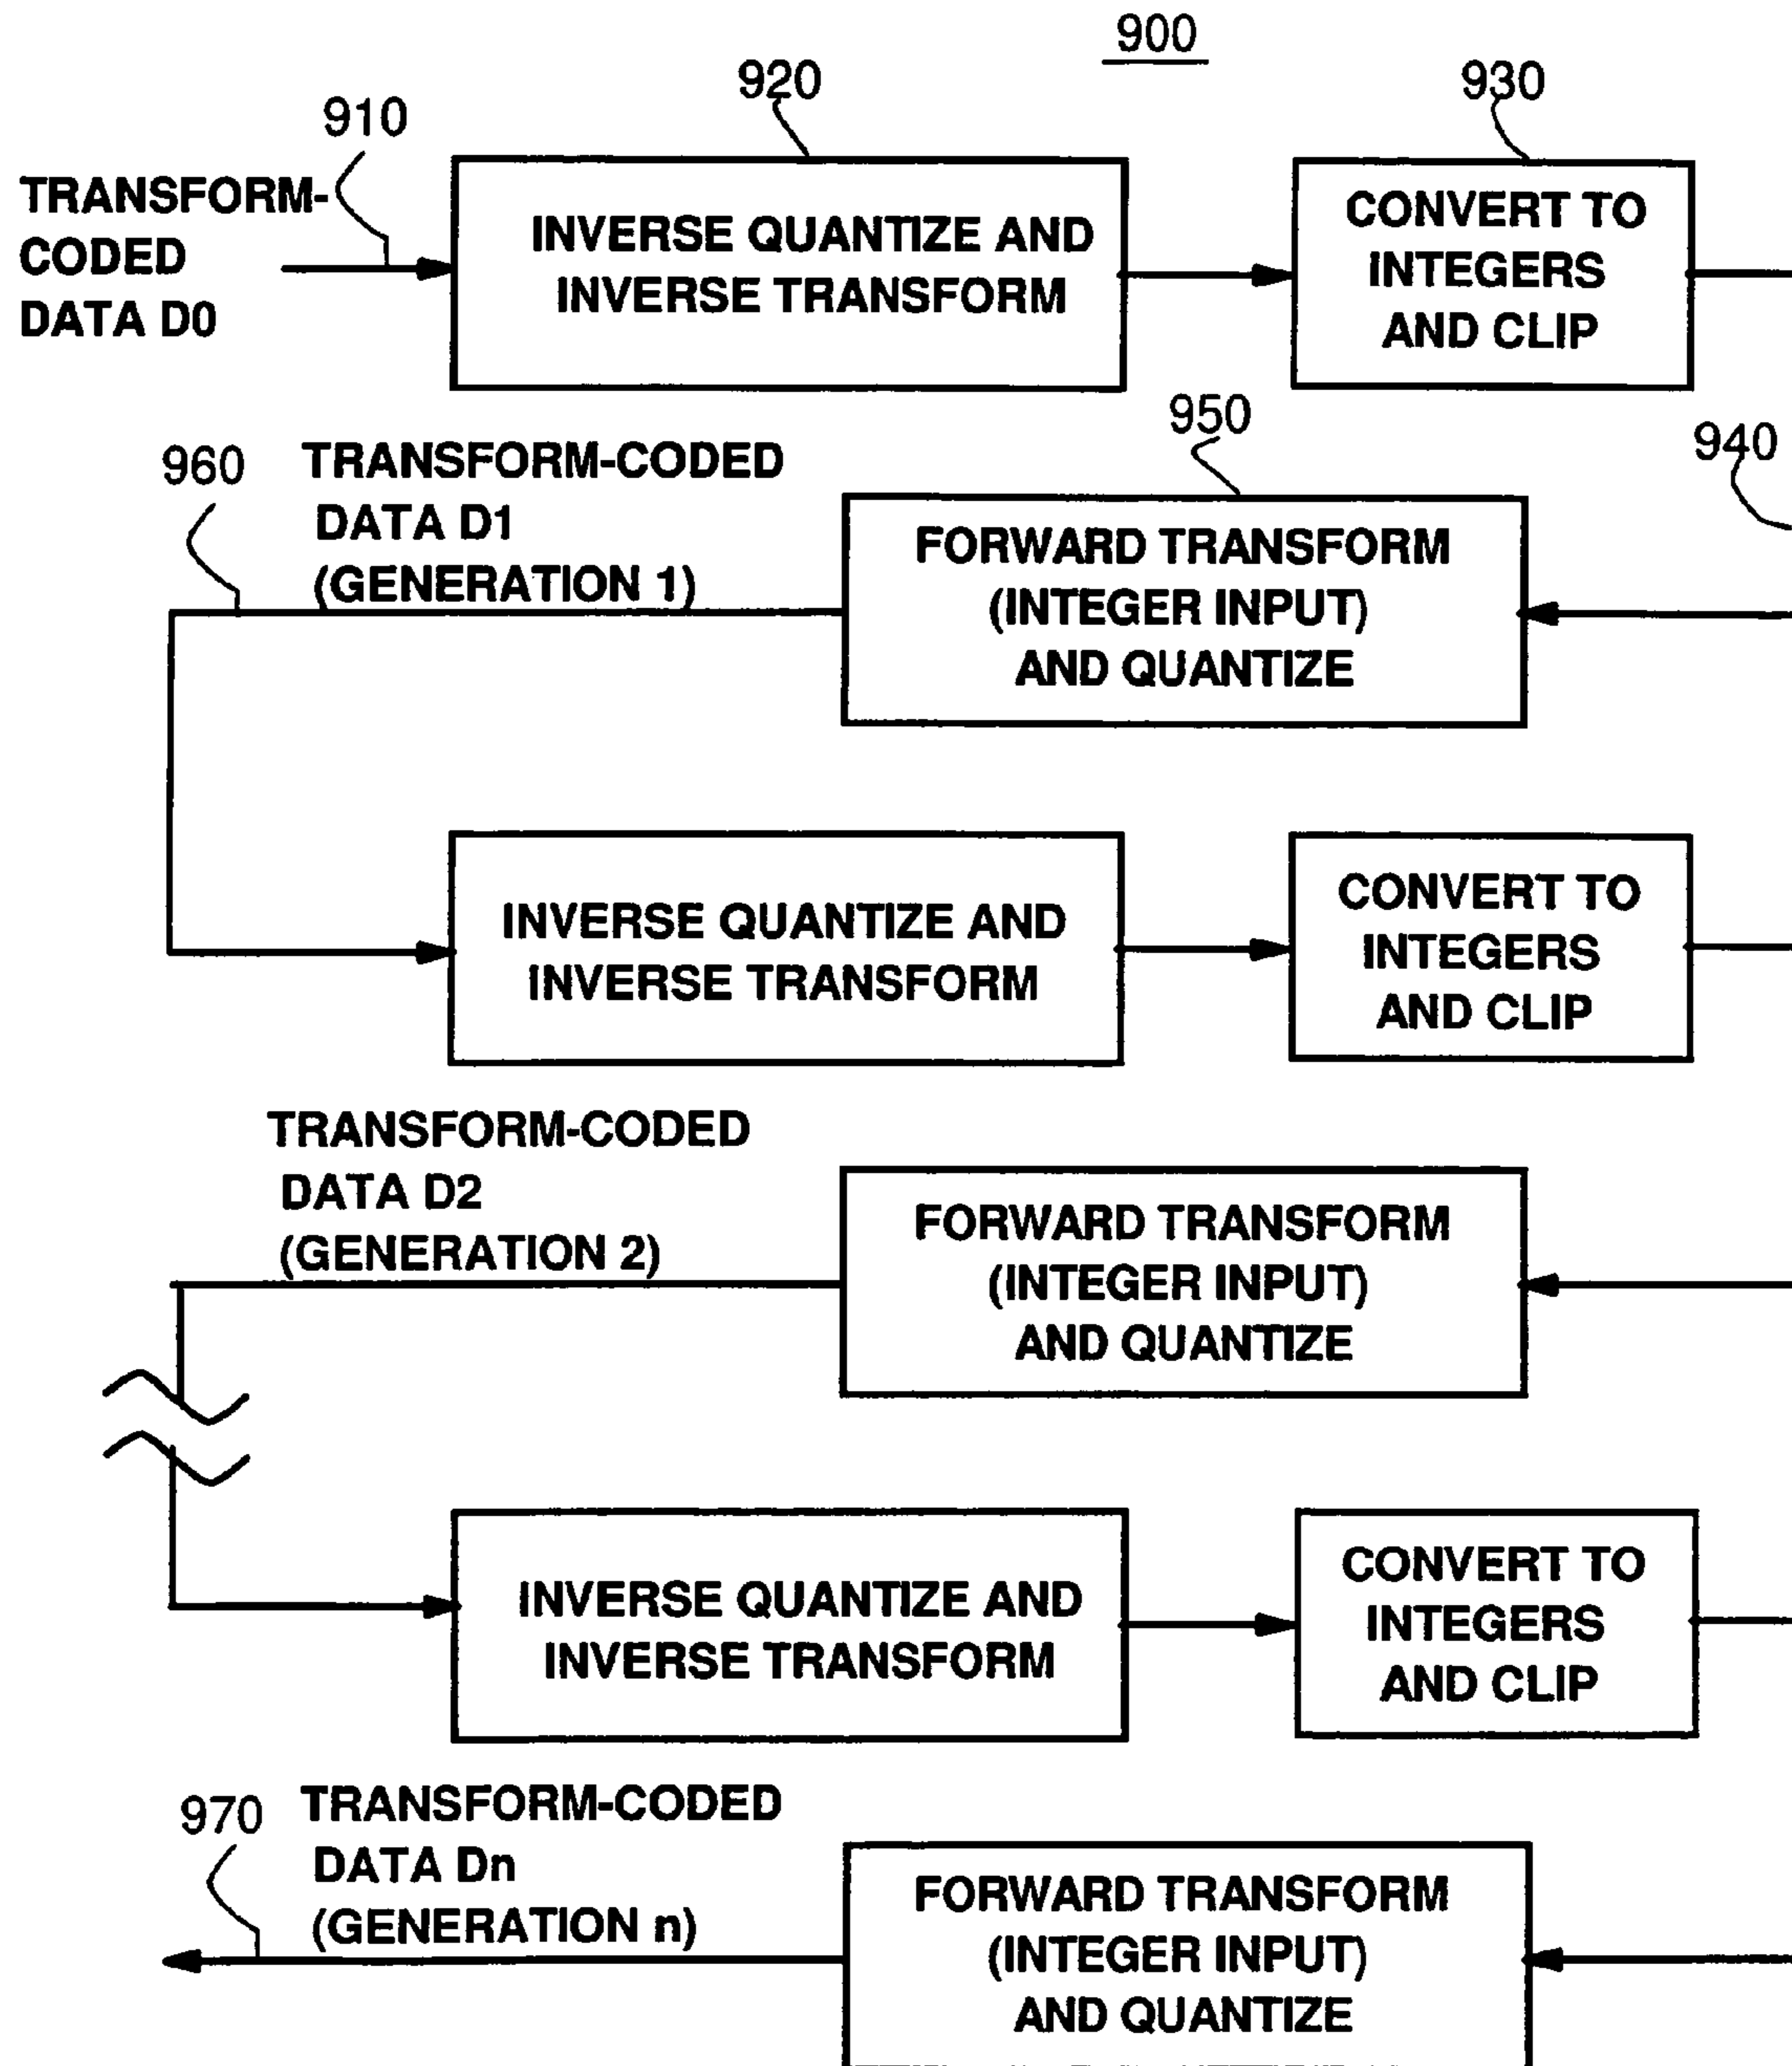 900
910
920
930
TRANSFORM-
CODED
DATA D0
INVERSE QUANTIZE AND
INVERSE TRANSFORM
CONVERT TO
INTEGERS
AND CLIP
960
TRANSFORM-CODED
DATA D1
(GENERATION 1)
950
FORWARD TRANSFORM
(INTEGER INPUT)
AND QUANTIZE
940
INVERSE QUANTIZE AND
INVERSE TRANSFORM
CONVERT TO
INTEGERS
AND CLIP
TRANSFORM-CODED
DATA D2
(GENERATION 2)
FORWARD TRANSFORM
(INTEGER INPUT)
AND QUANTIZE
INVERSE QUANTIZE AND
INVERSE TRANSFORM
CONVERT TO
INTEGERS
AND CLIP
970
TRANSFORM-CODED
DATA Dn
(GENERATION n)
FORWARD TRANSFORM
(INTEGER INPUT)
AND QUANTIZE